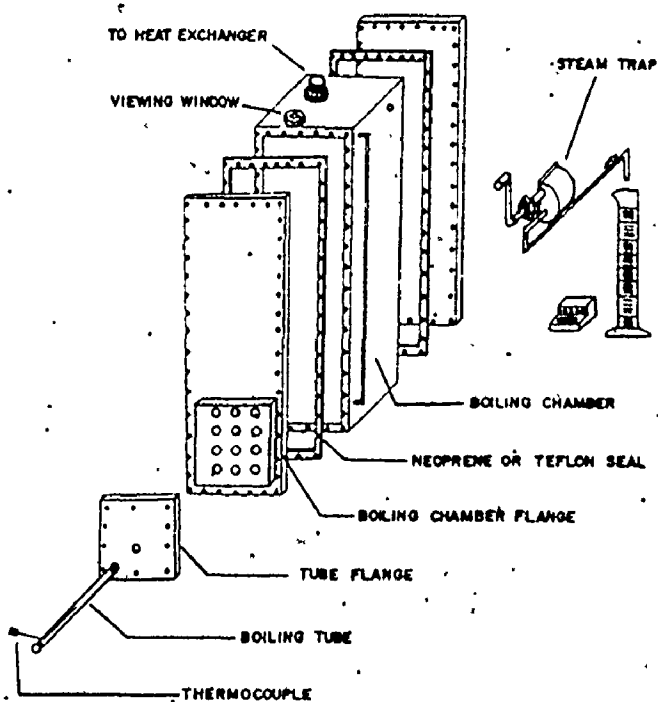 TO HEAT EXCHANGER
STEAM TRAP
VIEWING WINDOW
BOILING CHAMBER
NEOPRENE OR TEFLON SEAL
BOILING CHAMBER FLANGE
TUBE FLANGE
BOILING TUBE
THERMOCOUPLE